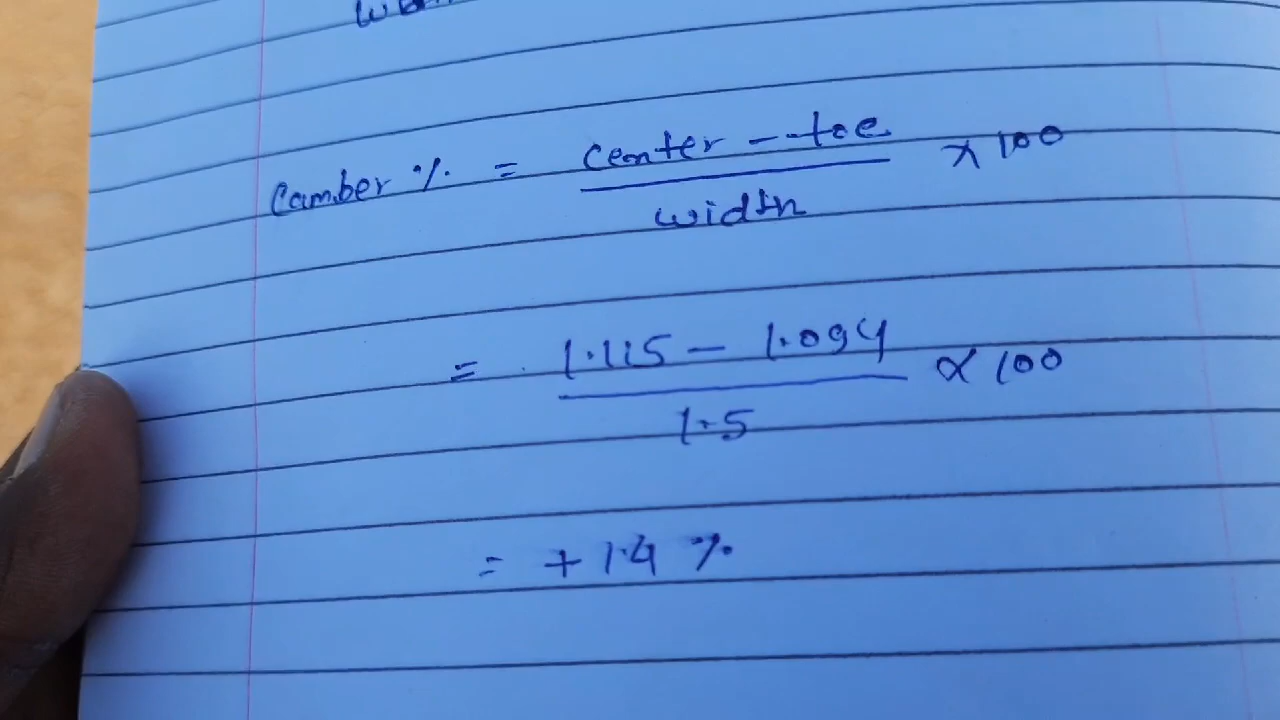 Camber % = center - toe / width × 100
= 1.115 - 1.094 / 1.5 × 100
= + 1.4 %